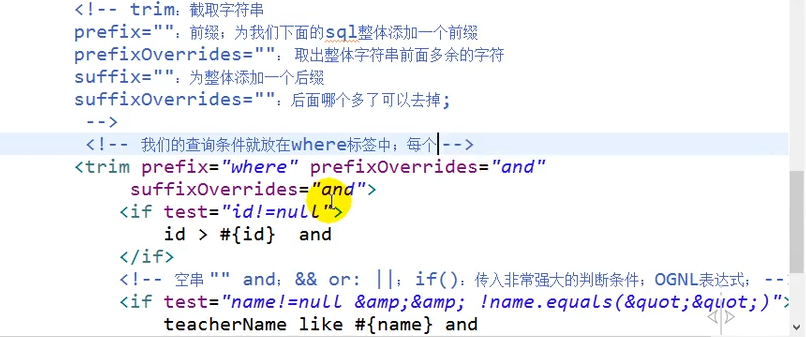 <!-- trim：截取字符串
prefix=""：前缀；为我们下面的sql整体添加一个前缀
prefixOverrides=""： 取出整体字符串前面多余的字符
suffix=""：为整体添加一个后缀
suffixOverrides=""：后面哪个多了可以去掉;
-->
<!-- 我们的查询条件就放在where标签中；每个-->
<trim prefix="where" prefixOverrides="and"
suffixOverrides="and">
<if test="id!=null">
id > #{id} and
</if>
<!-- 空串 "" and； && or: ||; if()：传入非常强大的判断条件；OGNL表达式； --
<if test="name!=null &amp;&amp; !name.equals(&quot;&quot;)">
teacherName like #{name} and